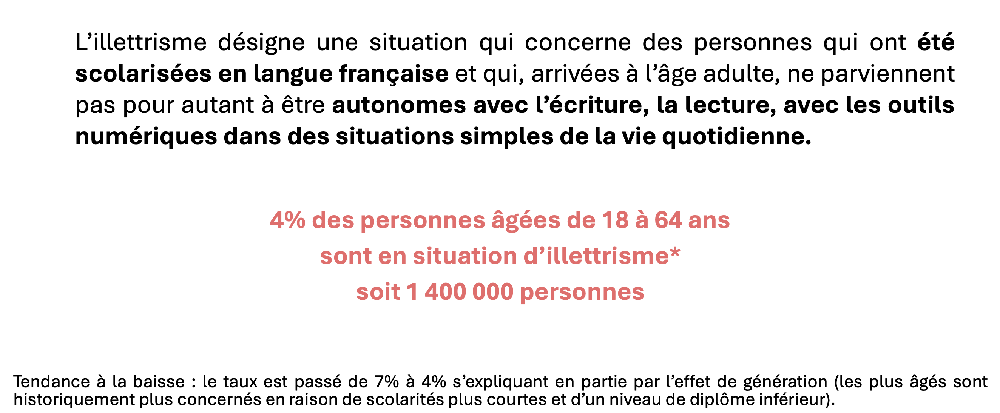 L’illettrisme désigne une situation qui concerne des personnes qui ont été
scolarisées en langue française et qui, arrivées à l’âge adulte, ne parviennent
pas pour autant à être autonomes avec l’écriture, la lecture, avec les outils
numériques dans des situations simples de la vie quotidienne.
4% des personnes âgées de 18 à 64 ans
sont en situation d’illettrisme*
soit 1 400 000 personnes
Tendance à la baisse : le taux est passé de 7% à 4% s’expliquant en partie par l’effet de génération (les plus âgés sont
historiquement plus concernés en raison de scolarités plus courtes et d’un niveau de diplôme inférieur).